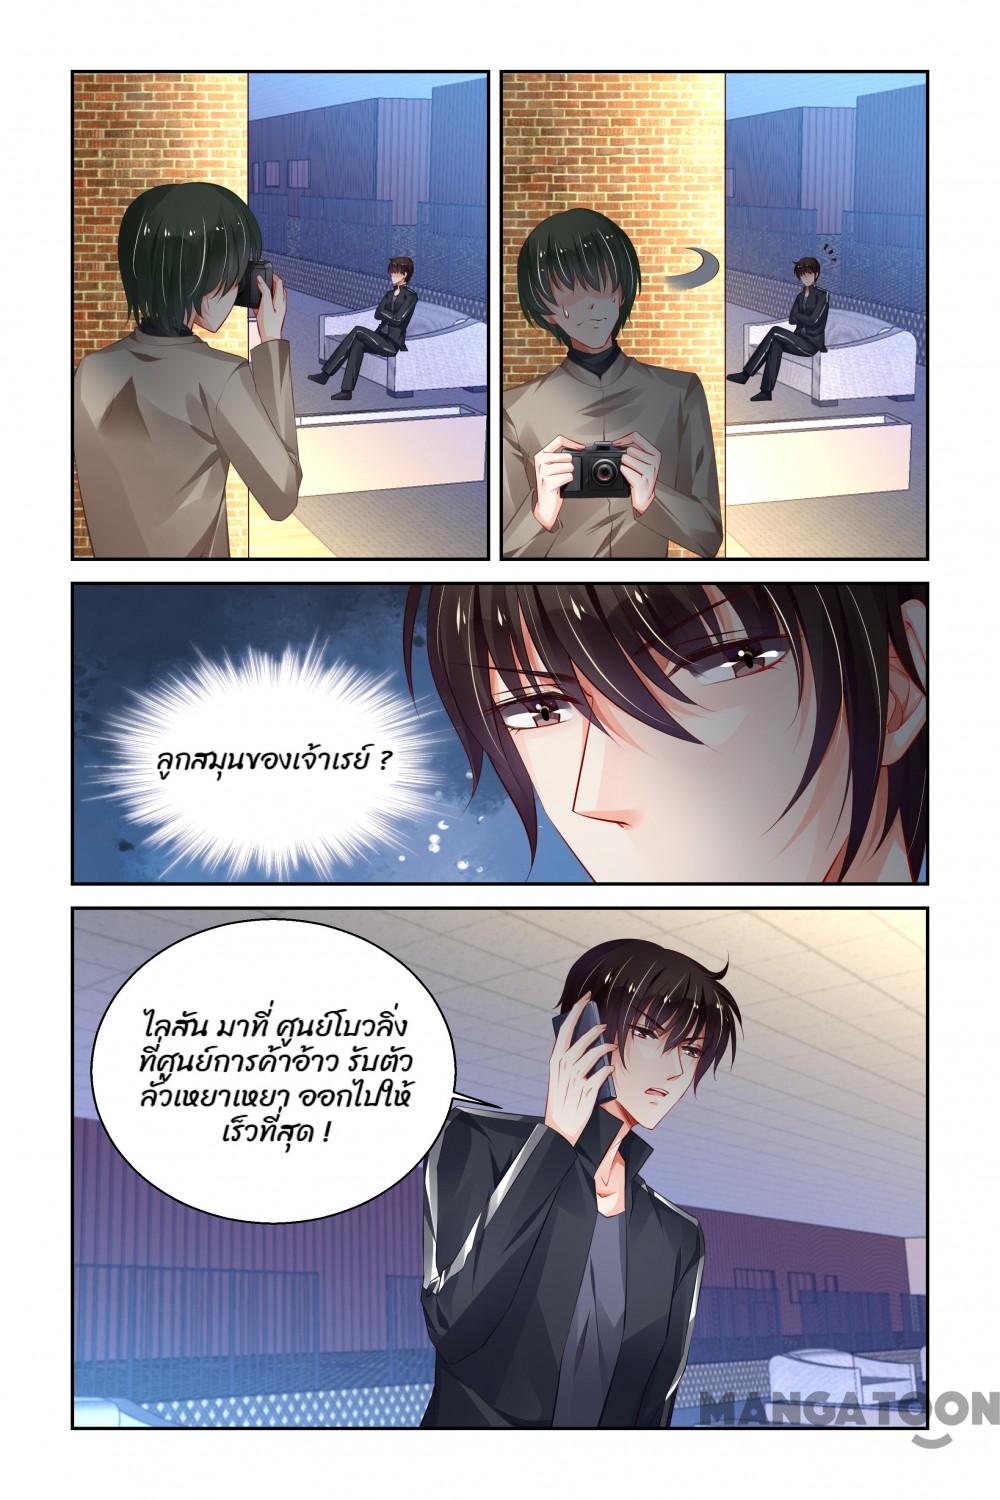 ลูกสมุนของเจ้าเรย์ ?
ไลสัน มาที่ ศูนย์โบวลิ่ง
ที่ศูนย์การค้าอ้าว รับตัว
ลัวเหยาเหยา ออกไปให้
เร็วที่สุด !
MANGATOON